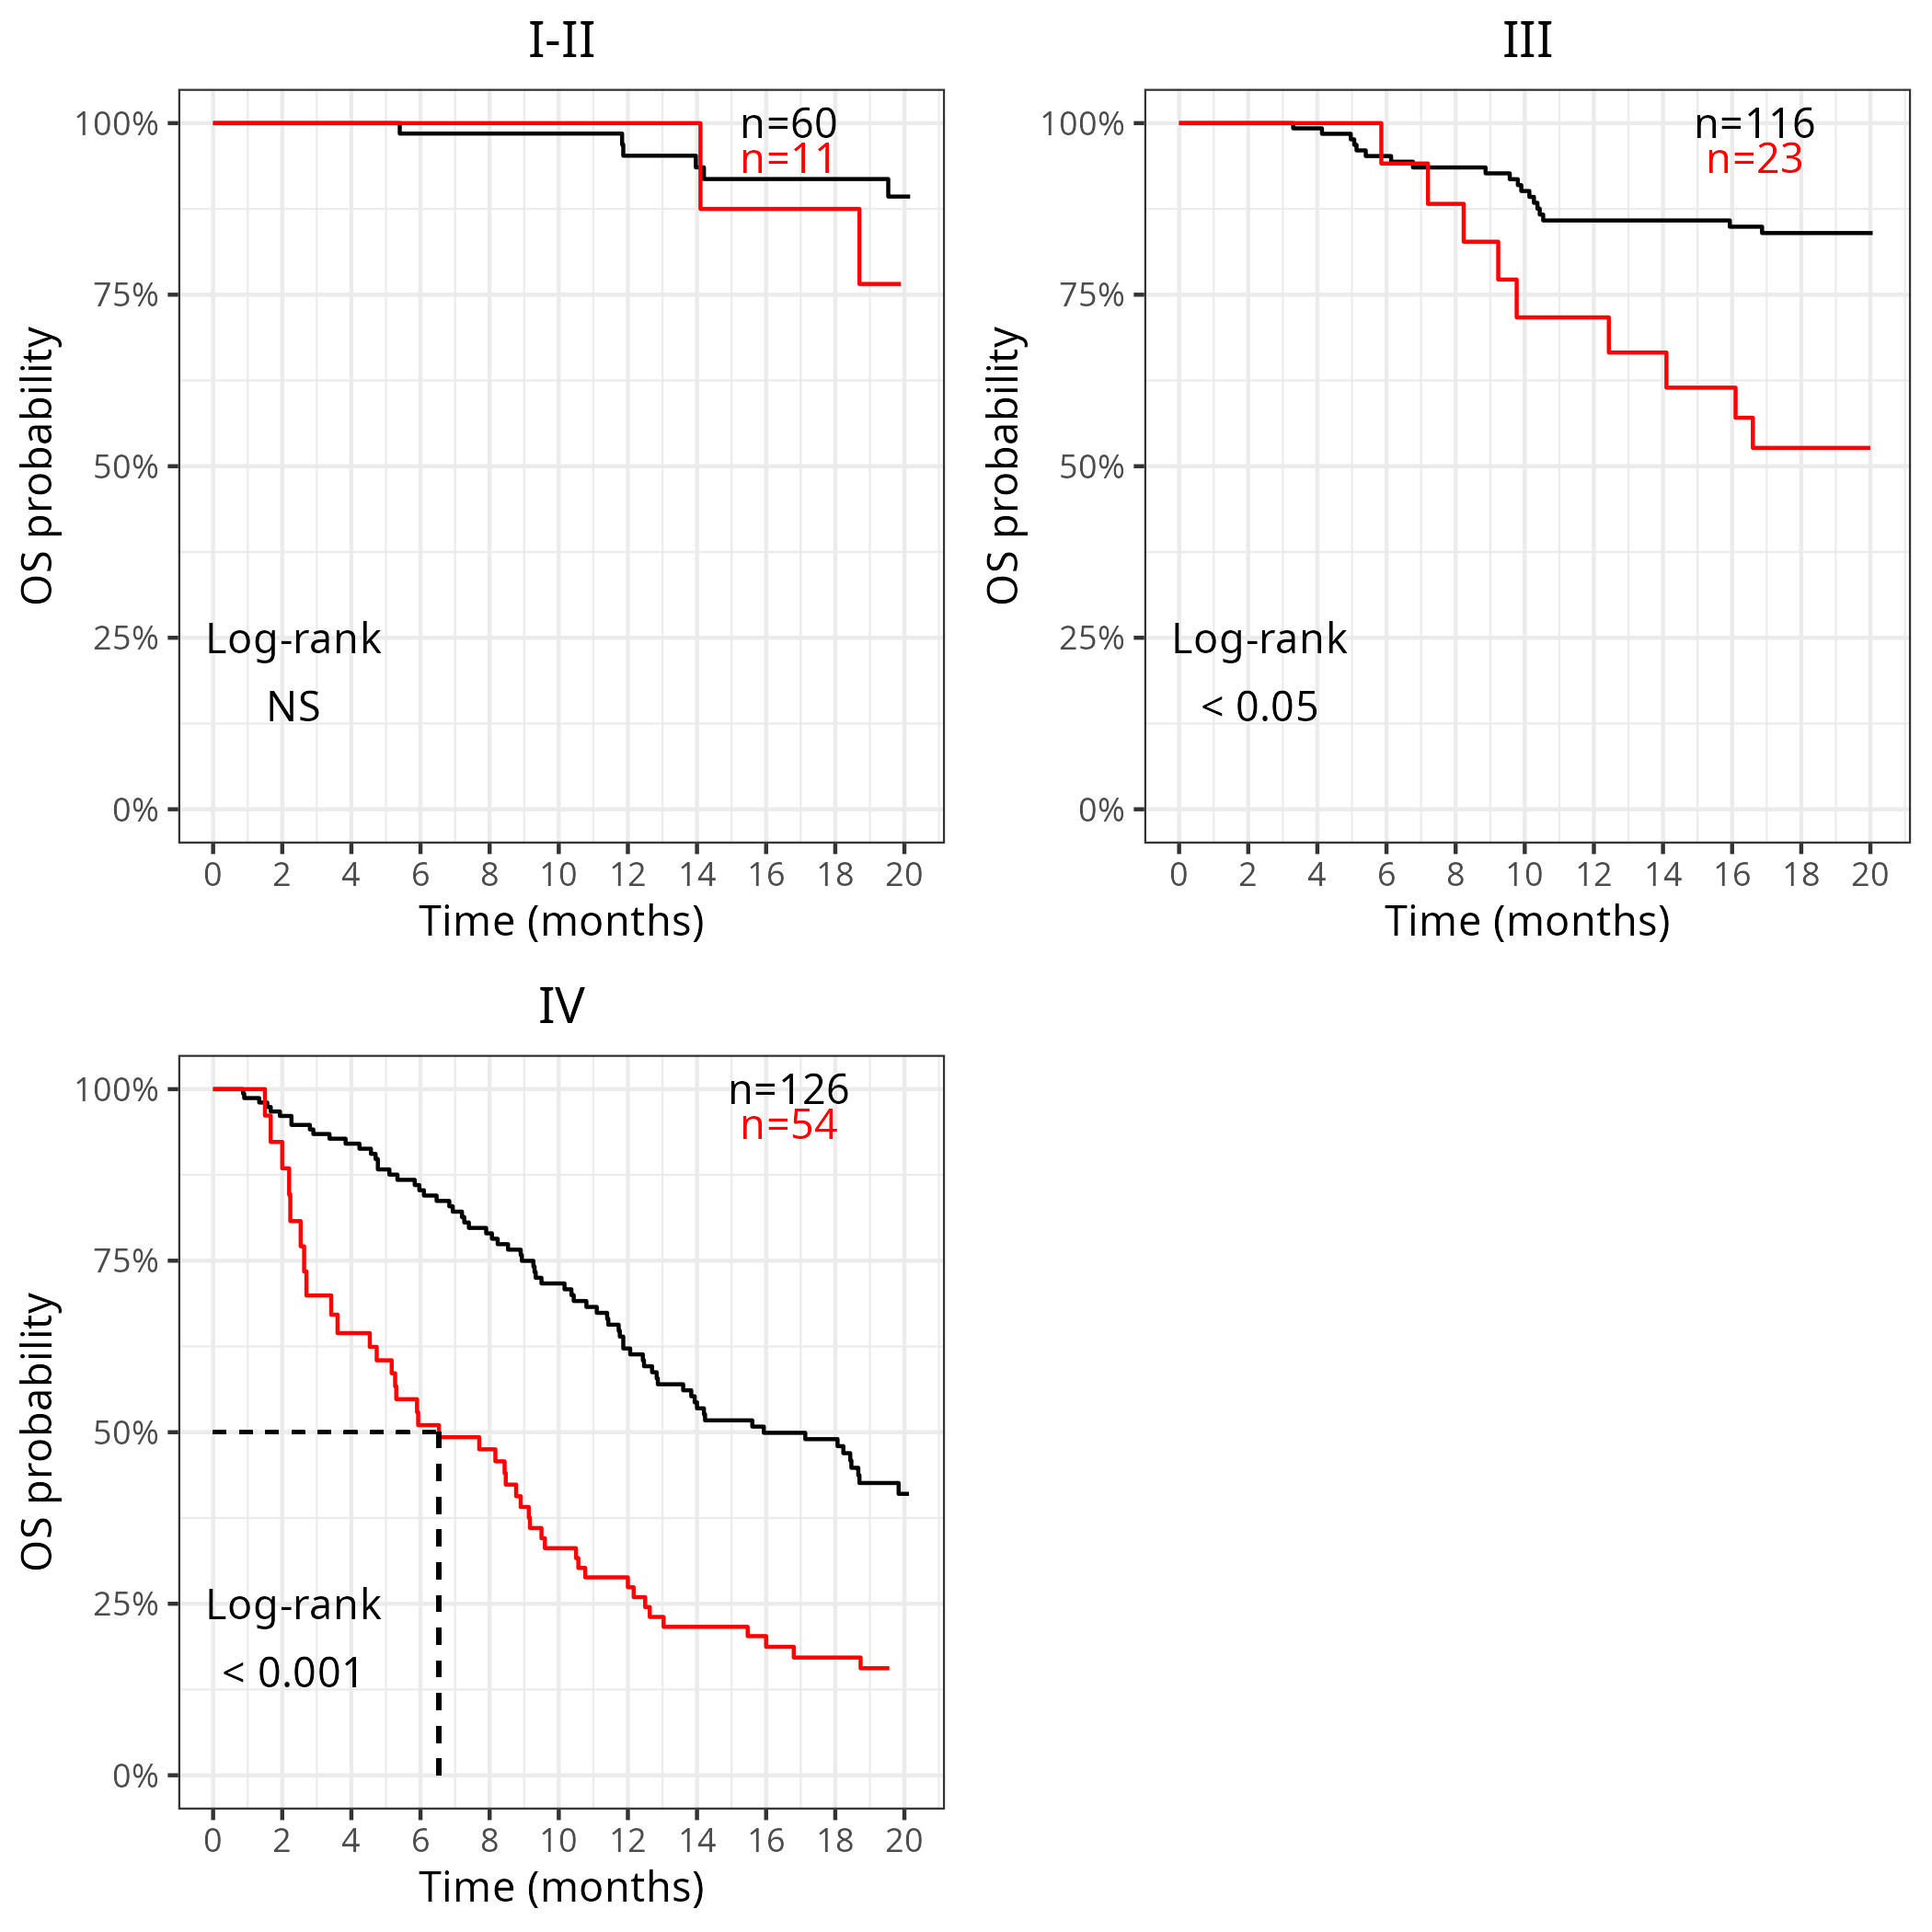 I-II
n=60
n=11
100%
75%
50%
25%
0%
OS probability
Log-rank
NS
0 2 4 6 8 10 12 14 16 18 20
Time (months)
III
n=116
n=23
100%
75%
50%
25%
0%
OS probability
Log-rank
< 0.05
0 2 4 6 8 10 12 14 16 18 20
Time (months)
IV
n=126
n=54
100%
75%
50%
25%
0%
OS probability
Log-rank
< 0.001
0 2 4 6 8 10 12 14 16 18 20
Time (months)